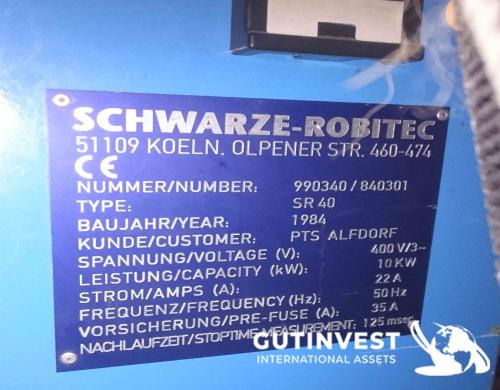 SCHWARZE-ROBITEC
51109 KOELN, OLPENER STR. 460-474
CE
NUMMER/NUMBER: 990340 / 840301
TYPE: SR 40
BAUJAHR/YEAR: 1984
KUNDE/CUSTOMER: PTS ALFDORF
SPANNUNG/VOLTAGE (V): 400 V/3~
LEISTUNG/CAPACITY (kW): 10 KW
STROM/AMPS (A): 22 A
FREQUENZ/FREQUENCY (Hz): 50 Hz
VORSICHERUNG/PRE-FUSE (A): 35 A
NACHLAUFZEIT/STOPTIME-MEASUREMENT: 125 msec
GUTINVEST
INTERNATIONAL ASSETS